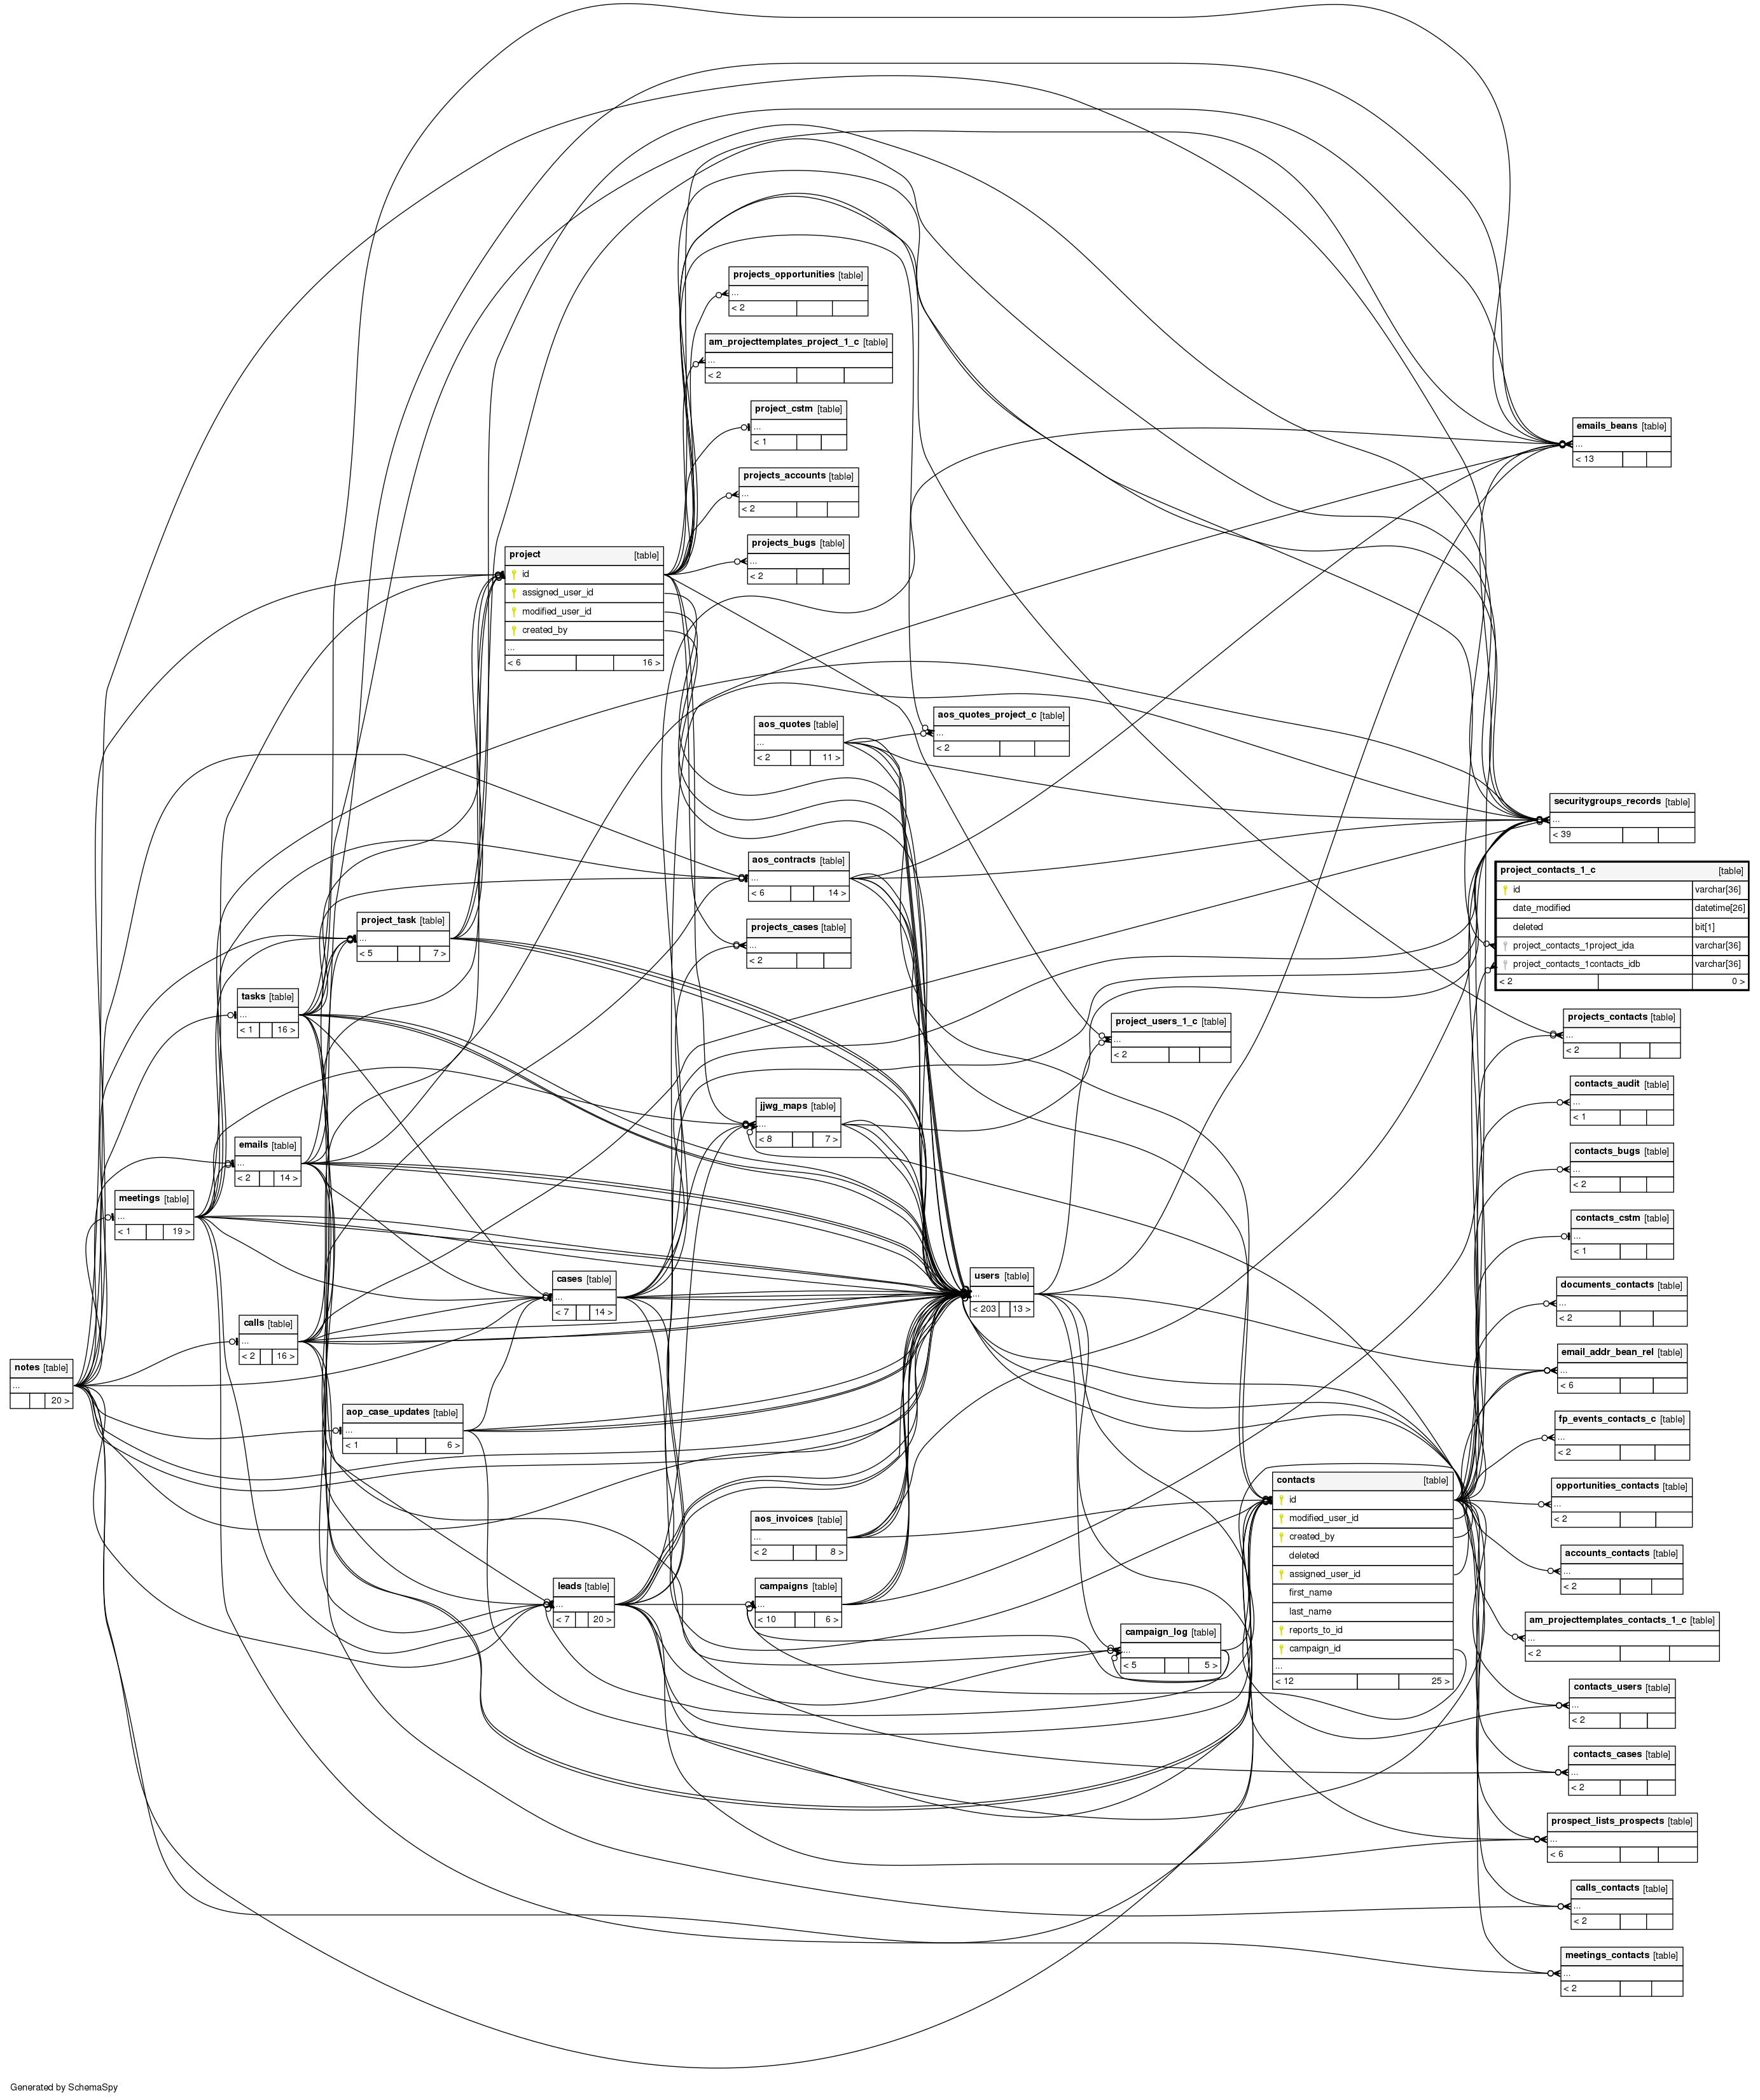 projects_opportunities [table]
...
< 2
am_projecttemplates_project_1_c [table]
...
< 2
project_cstm [table]
...
< 1
emails_beans [table]
...
< 13
projects_accounts [table]
...
< 2
projects_bugs [table]
...
< 2
project [table]
id
assigned_user_id
modified_user_id
created_by
...
< 6 16 >
aos_quotes_project_c [table]
...
< 2
aos_quotes [table]
...
< 2 11 >
securitygroups_records [table]
...
< 39
aos_contracts [table]
...
< 6 14 >
project_contacts_1_c [table]
id varchar[36]
date_modified datetime[26]
deleted bit[1]
project_contacts_1project_ida varchar[36]
project_contacts_1contacts_idb varchar[36]
< 2 0 >
project_task [table]
...
< 5 7 >
projects_cases [table]
...
< 2
tasks [table]
...
< 1 16 >
projects_contacts [table]
...
< 2
project_users_1_c [table]
...
< 2
contacts_audit [table]
...
< 1
jjwg_maps [table]
...
< 8 7 >
emails [table]
...
< 2 14 >
contacts_bugs [table]
...
< 2
meetings [table]
...
< 1 19 >
contacts_cstm [table]
...
< 1
users [table]
...
< 203 13 >
cases [table]
...
< 7 14 >
documents_contacts [table]
...
< 2
calls [table]
...
< 2 16 >
email_addr_bean_rel [table]
...
< 6
notes [table]
...
20 >
aop_case_updates [table]
...
< 1 6 >
fp_events_contacts_c [table]
...
< 2
contacts [table]
id
modified_user_id
created_by
deleted
assigned_user_id
first_name
last_name
reports_to_id
campaign_id
...
< 12 25 >
opportunities_contacts [table]
...
< 2
aos_invoices [table]
...
< 2 8 >
accounts_contacts [table]
...
< 2
leads [table]
...
< 7 20 >
campaigns [table]
...
< 10 6 >
am_projecttemplates_contacts_1_c [table]
...
< 2
campaign_log [table]
...
< 5 5 >
contacts_users [table]
...
< 2
contacts_cases [table]
...
< 2
prospect_lists_prospects [table]
...
< 6
calls_contacts [table]
...
< 2
meetings_contacts [table]
...
< 2
Generated by SchemaSpy